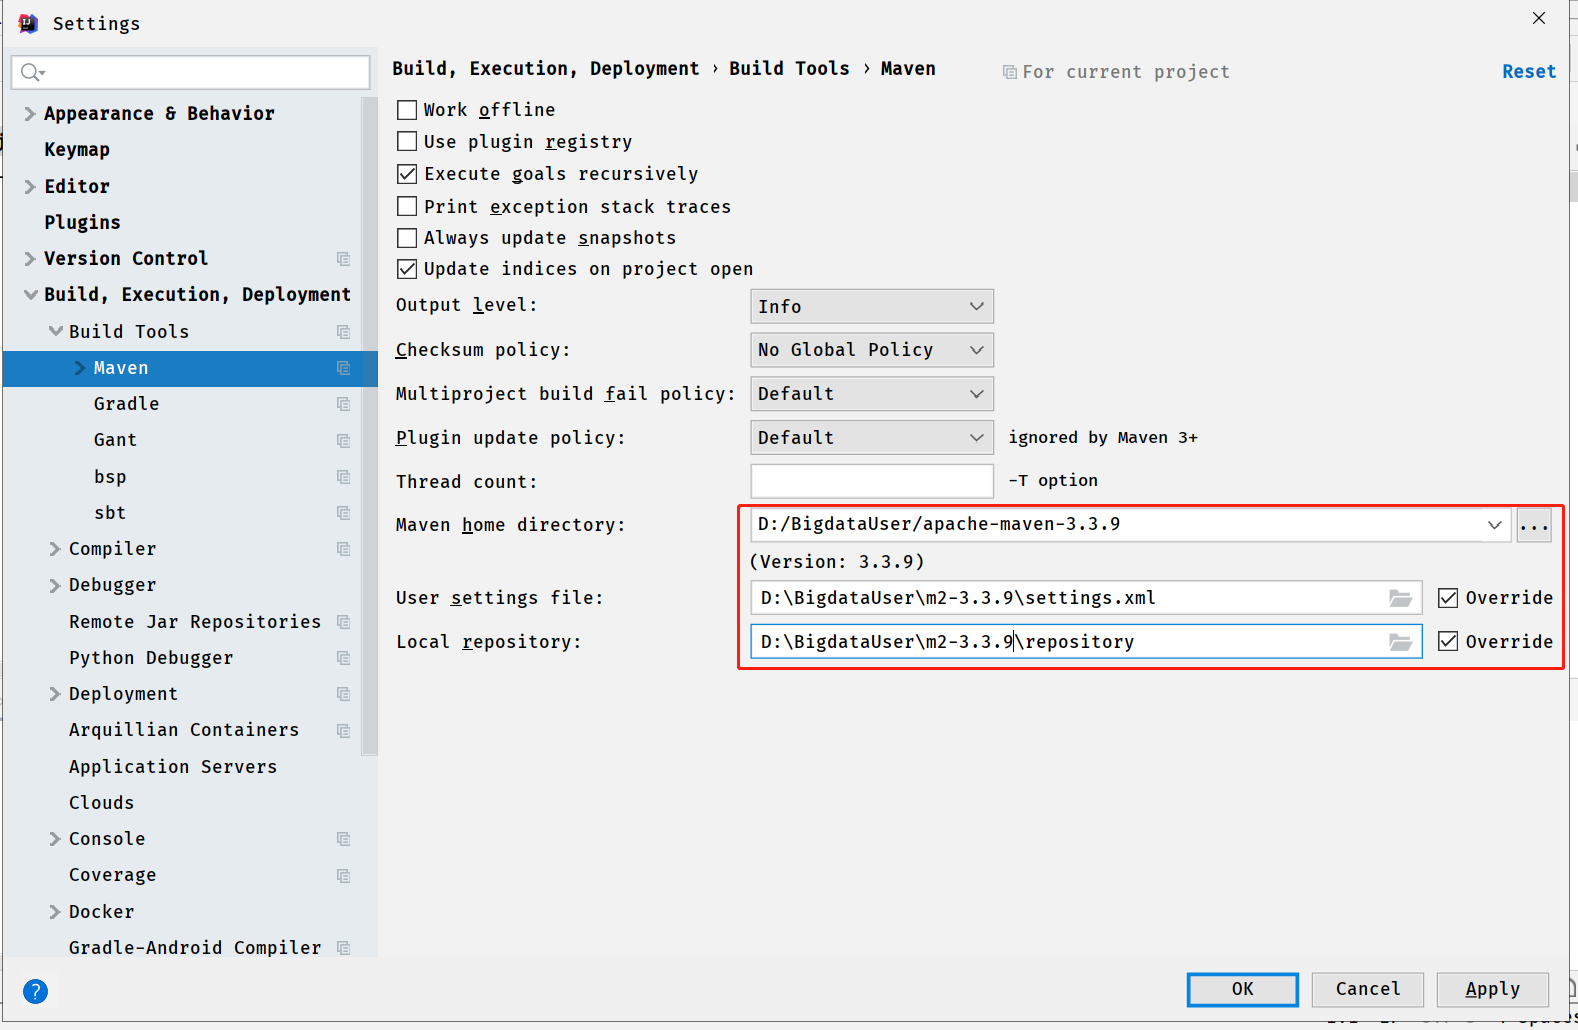 Settings
Build, Execution, Deployment › Build Tools › Maven
For current project
Reset
Appearance & Behavior
Keymap
Editor
Plugins
Version Control
Build, Execution, Deployment
Build Tools
Maven
Gradle
Gant
bsp
sbt
Compiler
Debugger
Remote Jar Repositories
Python Debugger
Deployment
Arquillian Containers
Application Servers
Clouds
Console
Coverage
Docker
Gradle-Android Compiler
Work offline
Use plugin registry
Execute goals recursively
Print exception stack traces
Always update snapshots
Update indices on project open
Output level: Info
Checksum policy: No Global Policy
Multiproject build fail policy: Default
Plugin update policy: Default ignored by Maven 3+
Thread count: -T option
Maven home directory: D:/BigdataUser/apache-maven-3.3.9 ...
(Version: 3.3.9)
User settings file: D:\BigdataUser\m2-3.3.9\settings.xml Override
Local repository: D:\BigdataUser\m2-3.3.9\repository Override
?
OK
Cancel
Apply